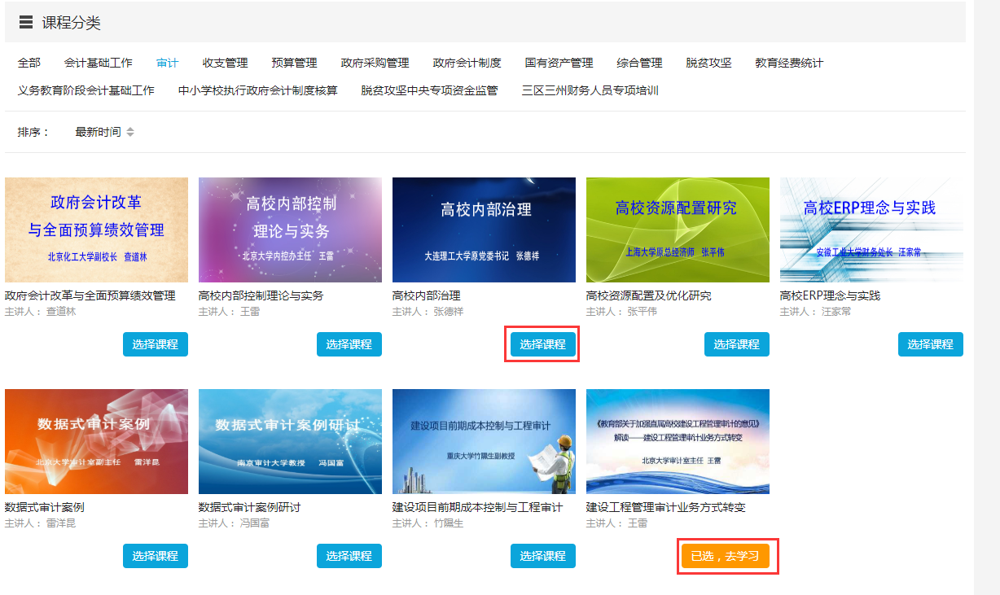 课程分类
全部 会计基础工作 审计 收支管理 预算管理 政府采购管理 政府会计制度 国有资产管理 综合管理 脱贫攻坚 教育经费统计
义务教育阶段会计基础工作 中小学校执行政府会计制度核算 脱贫攻坚中央专项资金监管 三区三州财务人员专项培训
排序： 最新时间
政府会计改革
与全面预算绩效管理
北京化工大学副校长 查道林
高校内部控制
理论与实务
北京大学内控办主任 王雷
高校内部治理
大连理工大学原党委书记 张德祥
高校资源配置研究
上海大学原总经济师 张平伟
高校ERP理念与实践
安徽工业大学财务处长 汪家常
政府会计改革与全面预算绩效管理
主讲人： 查道林
选择课程
高校内部控制理论与实务
主讲人： 王雷
选择课程
高校内部治理
主讲人： 张德祥
选择课程
高校资源配置及优化研究
主讲人： 张平伟
选择课程
高校ERP理念与实践
主讲人： 汪家常
选择课程
数据式审计案例
北京大学审计室副主任 雷洋昆
数据式审计案例研讨
南京审计大学教授 冯国富
建设项目前期成本控制与工程审计
重庆大学竹隰生副教授
《教育部关于加强直属高校建设工程管理审计的意见》
解读——建设工程管理审计业务方式转变
北京大学审计室主任 王雷
数据式审计案例
主讲人： 雷洋昆
选择课程
数据式审计案例研讨
主讲人： 冯国富
选择课程
建设项目前期成本控制与工程审计
主讲人： 竹隰生
选择课程
建设工程管理审计业务方式转变
主讲人： 王雷
已选，去学习